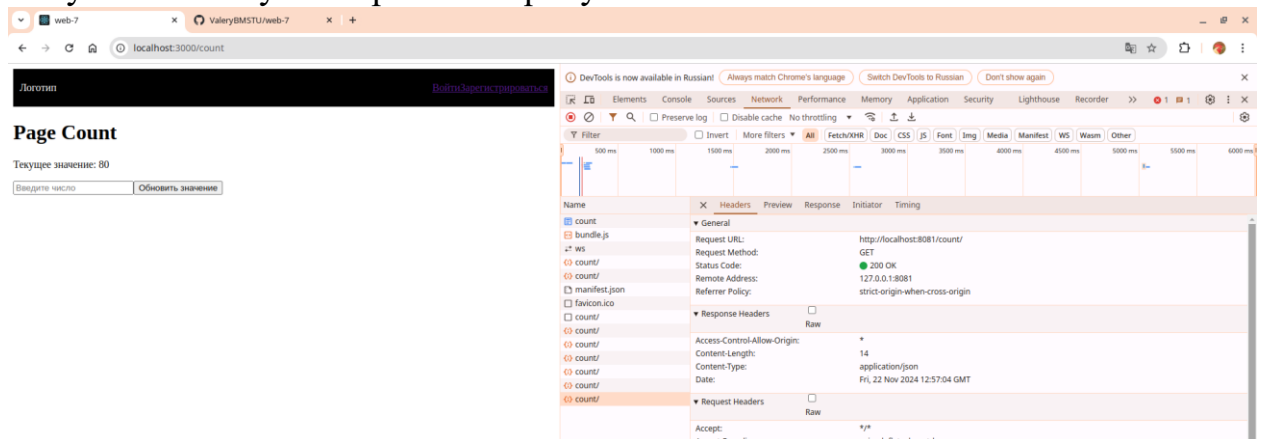 web-7
ValeryBMSTU/web-7
localhost:3000/count
Логотип
ВойтиЗарегистрироваться
Page Count
Текущее значение: 80
Введите число
Обновить значение
DevTools is now available in Russian!
Always match Chrome's language
Switch DevTools to Russian
Don't show again
Elements Console Sources Network Performance Memory Application Security Lighthouse Recorder
1 1
Preserve log Disable cache No throttling
Filter Invert More filters All Fetch/XHR Doc CSS JS Font Img Media Manifest WS Wasm Other
500 ms 1000 ms 1500 ms 2000 ms 2500 ms 3000 ms 3500 ms 4000 ms 4500 ms 5000 ms 5500 ms 6000 ms
Name
count
bundle.js
ws
count/
count/
manifest.json
favicon.ico
count/
count/
count/
count/
count/
count/
count/
Headers Preview Response Initiator Timing
General
Request URL: http://localhost:8081/count/
Request Method: GET
Status Code: 200 OK
Remote Address: 127.0.0.1:8081
Referrer Policy: strict-origin-when-cross-origin
Response Headers
Raw
Access-Control-Allow-Origin: *
Content-Length: 14
Content-Type: application/json
Date: Fri, 22 Nov 2024 12:57:04 GMT
Request Headers
Raw
Accept: */*